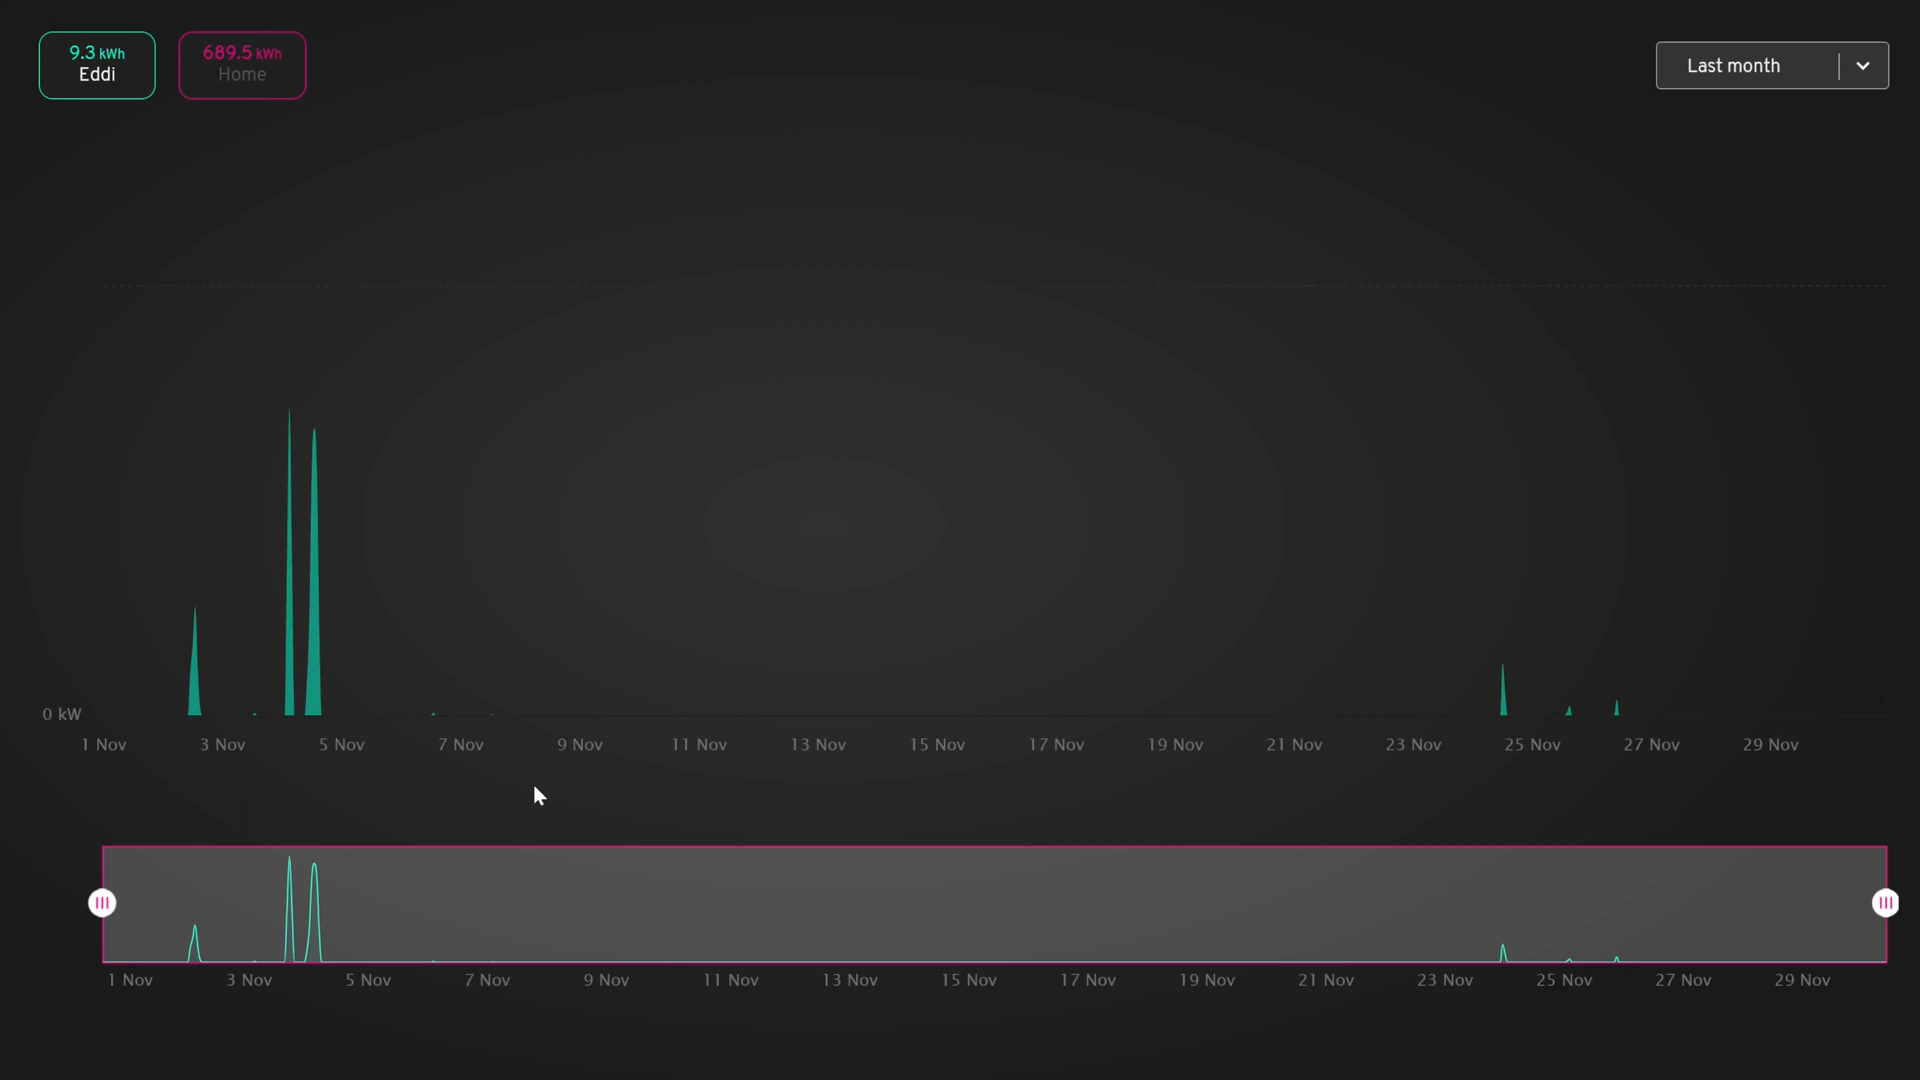 9.3 kWh
Eddi
689.5 kWh
Home
Last month
0 kW
1 Nov 3 Nov 5 Nov 7 Nov 9 Nov 11 Nov 13 Nov 15 Nov 17 Nov 19 Nov 21 Nov 23 Nov 25 Nov 27 Nov 29 Nov
1 Nov 3 Nov 5 Nov 7 Nov 9 Nov 11 Nov 13 Nov 15 Nov 17 Nov 19 Nov 21 Nov 23 Nov 25 Nov 27 Nov 29 Nov